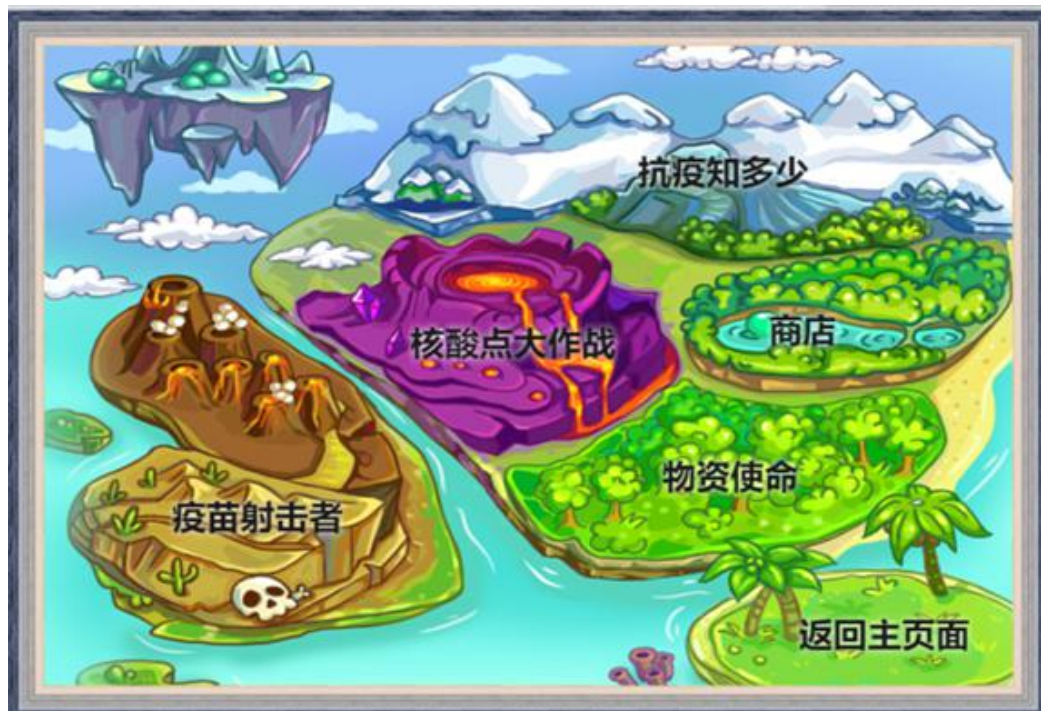 抗疫知多少
商店
核酸点大作战
物资使命
疫苗射击者
返回主页面